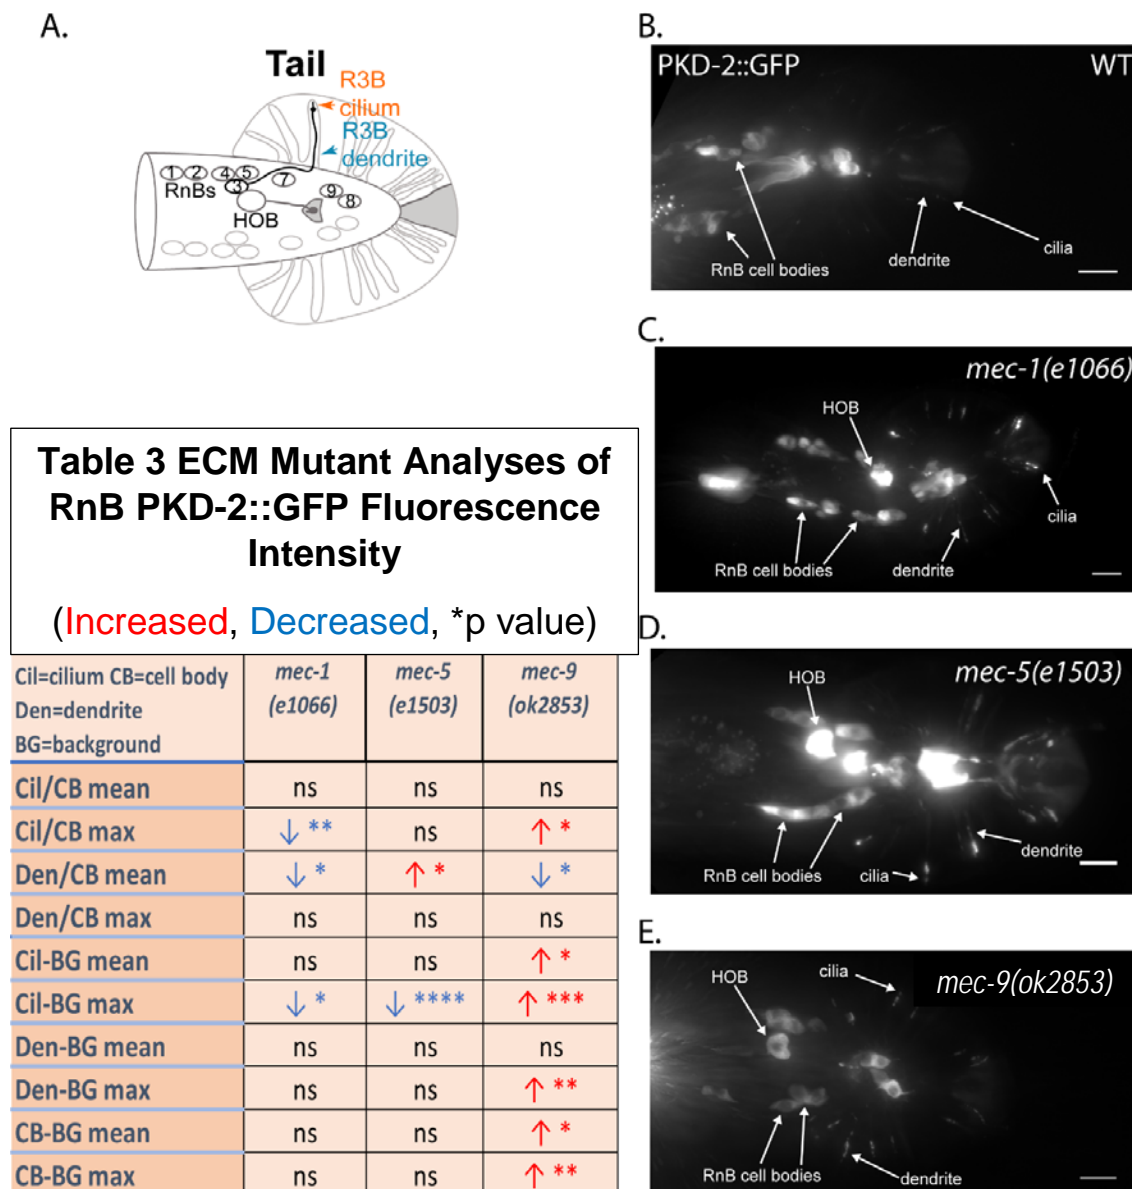 A.
Tail
R3B
cilium
R3B
dendrite
1 2 4 5
3 7 9 8
RnBs
HOB
B.
PKD-2::GFP WT
RnB cell bodies
dendrite
cilia
C.
mec-1(e1066)
HOB
RnB cell bodies
dendrite
cilia
D.
mec-5(e1503)
HOB
RnB cell bodies
cilia
dendrite
E.
mec-9(ok2853)
HOB
cilia
RnB cell bodies
dendrite
Table 3 ECM Mutant Analyses of
RnB PKD-2::GFP Fluorescence
Intensity
(Increased, Decreased, *p value)
Cil=cilium CB=cell body
Den=dendrite
BG=background
mec-1 mec-5 mec-9
(e1066) (e1503) (ok2853)
Cil/CB mean ns ns ns
Cil/CB max ↓ ** ns ↑ *
Den/CB mean ↓ * ↑ * ↓ *
Den/CB max ns ns ns
Cil-BG mean ns ns ↑ *
Cil-BG max ↓ * ↓ **** ↑ ***
Den-BG mean ns ns ns
Den-BG max ns ns ↑ **
CB-BG mean ns ns ↑ *
CB-BG max ns ns ↑ **